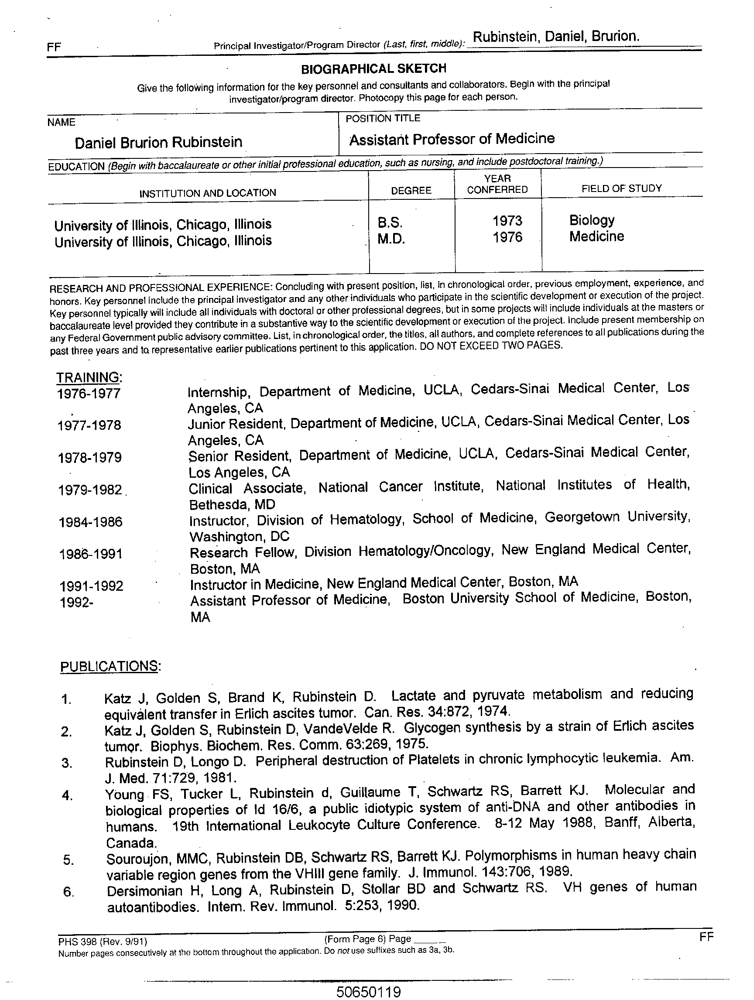 FF
Principal Investigator/Program Director (Last, first, middle): Rubinstein, Daniel, Brurion.
BIOGRAPHICAL SKETCH
Give the following information for the key personnel and consultants and collaborators. Begin with the principal
investigator/program director. Photocopy this page for each person.
NAME
POSITION TITLE
Daniel Brurion Rubinstein
Assistant Professor of Medicine
EDUCATION (Begin with baccalaureate or other initial professional education, such as nursing, and include postdoctoral training.)
INSTITUTION AND LOCATION
DEGREE
YEAR
CONFERRED
FIELD OF STUDY
University of Illinois, Chicago, Illinois B.S. 1973 Biology
University of Illinois, Chicago, Illinois M.D. 1976 Medicine
RESEARCH AND PROFESSIONAL EXPERIENCE: Concluding with present position, list, in chronological order, previous employment, experience, and
honors. Key personnel include the principal investigator and any other individuals who participate in the scientific development or execution of the project.
Key personnel typically will include all individuals with doctoral or other professional degrees, but in some projects will include individuals at the masters or
baccalaureate level provided they contribute in a substantive way to the scientific development or execution of the project. Include present membership on
any Federal Government public advisory committee. List, in chronological order, the titles, all authors, and complete references to all publications during the
past three years and to representative earlier publications pertinent to this application. DO NOT EXCEED TWO PAGES.
TRAINING:
1976-1977 Internship, Department of Medicine, UCLA, Cedars-Sinai Medical Center, Los
Angeles, CA
1977-1978 Junior Resident, Department of Medicine, UCLA, Cedars-Sinai Medical Center, Los
Angeles, CA
1978-1979 Senior Resident, Department of Medicine, UCLA, Cedars-Sinai Medical Center,
Los Angeles, CA
1979-1982 Clinical Associate, National Cancer Institute, National Institutes of Health,
Bethesda, MD
1984-1986 Instructor, Division of Hematology, School of Medicine, Georgetown University,
Washington, DC
1986-1991 Research Fellow, Division Hematology/Oncology, New England Medical Center,
Boston, MA
1991-1992 Instructor in Medicine, New England Medical Center, Boston, MA
1992- Assistant Professor of Medicine, Boston University School of Medicine, Boston,
MA
PUBLICATIONS:
1. Katz J, Golden S, Brand K, Rubinstein D. Lactate and pyruvate metabolism and reducing
equivalent transfer in Erlich ascites tumor. Can. Res. 34:872, 1974.
2. Katz J, Golden S, Rubinstein D, VandeVelde R. Glycogen synthesis by a strain of Erlich ascites
tumor. Biophys. Biochem. Res. Comm. 63:269, 1975.
3. Rubinstein D, Longo D. Peripheral destruction of Platelets in chronic lymphocytic leukemia. Am.
J. Med. 71:729, 1981.
4. Young FS, Tucker L, Rubinstein d, Guillaume T, Schwartz RS, Barrett KJ. Molecular and
biological properties of Id 16/6, a public idiotypic system of anti-DNA and other antibodies in
humans. 19th International Leukocyte Culture Conference. 8-12 May 1988, Banff, Alberta,
Canada.
5. Souroujon, MMC, Rubinstein DB, Schwartz RS, Barrett KJ. Polymorphisms in human heavy chain
variable region genes from the VHIII gene family. J. Immunol. 143:706, 1989.
6. Dersimonian H, Long A, Rubinstein D, Stollar BD and Schwartz RS. VH genes of human
autoantibodies. Intern. Rev. Immunol. 5:253, 1990.
PHS 398 (Rev. 9/91) (Form Page 6) Page _____ FF
Number pages consecutively at the bottom throughout the application. Do not use suffixes such as 3a, 3b.
50650119